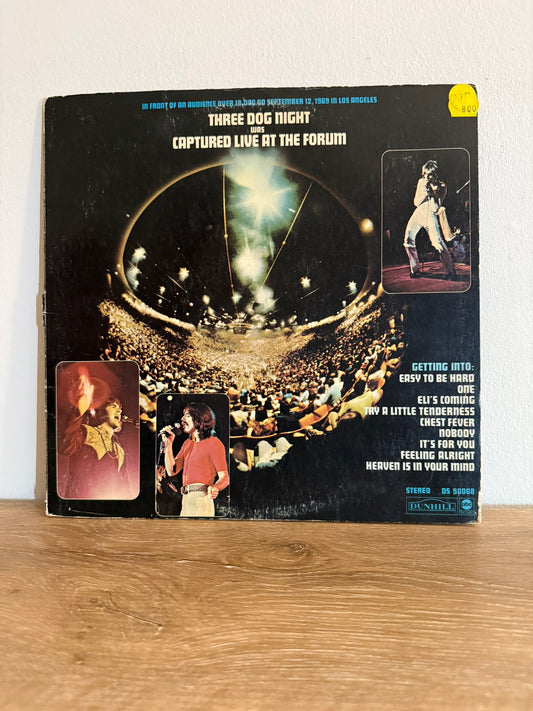 IN FRONT OF AN AUDIENCE OVER 18,000 ON SEPTEMBER 12, 1969 IN LOS ANGELES
THREE DOG NIGHT
WAS
CAPTURED LIVE AT THE FORUM
8.00
GETTING INTO:
EASY TO BE HARD
ONE
ELI'S COMING
TRY A LITTLE TENDERNESS
CHEST FEVER
NOBODY
IT'S FOR YOU
FEELING ALRIGHT
HEAVEN IS IN YOUR MIND
STEREO DS 50068
DUNHILL
abc